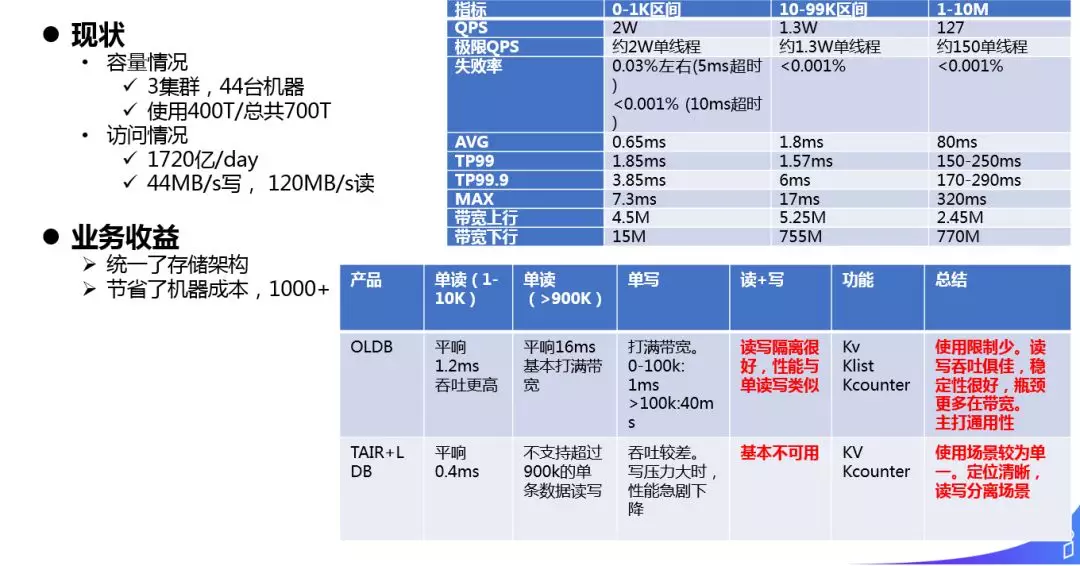 ● 现状
• 容量情况
✓ 3集群，44台机器
✓ 使用400T/总共700T
• 访问情况
✓ 1720亿/day
✓ 44MB/s写， 120MB/s读
● 业务收益
➢ 统一了存储架构
➢ 节省了机器成本，1000+
指标 0-1K区间 10-99K区间 1-10M
QPS 2W 1.3W 127
极限QPS 约2W单线程 约1.3W单线程 约150单线程
失败率 0.03%左右(5ms超时 <0.001% <0.001%
)
<0.001% (10ms超时
)
AVG 0.65ms 1.8ms 80ms
TP99 1.85ms 1.57ms 150-250ms
TP99.9 3.85ms 6ms 170-290ms
MAX 7.3ms 17ms 320ms
带宽上行 4.5M 5.25M 2.45M
带宽下行 15M 755M 770M
产品 单读（1- 单读 单写 读+写 功能 总结
10K） （>900K）
OLDB 平响 平响16ms 打满带宽。 读写隔离很 Kv 使用限制少。读
1.2ms 基本打满带 0-100k: 好，性能与 Klist 写吞吐俱佳，稳
吞吐更高 宽 1ms 单读写类似 Kcounter 定性很好，瓶颈
>100k:40m 更多在带宽。
s 主打通用性
TAIR+L 平响 不支持超过 吞吐较差。 基本不可用 KV 使用场景较为单
DB 0.4ms 900k的单 写压力大时， Kcounter 一。定位清晰，
条数据读写 性能急剧下 读写分离场景
降